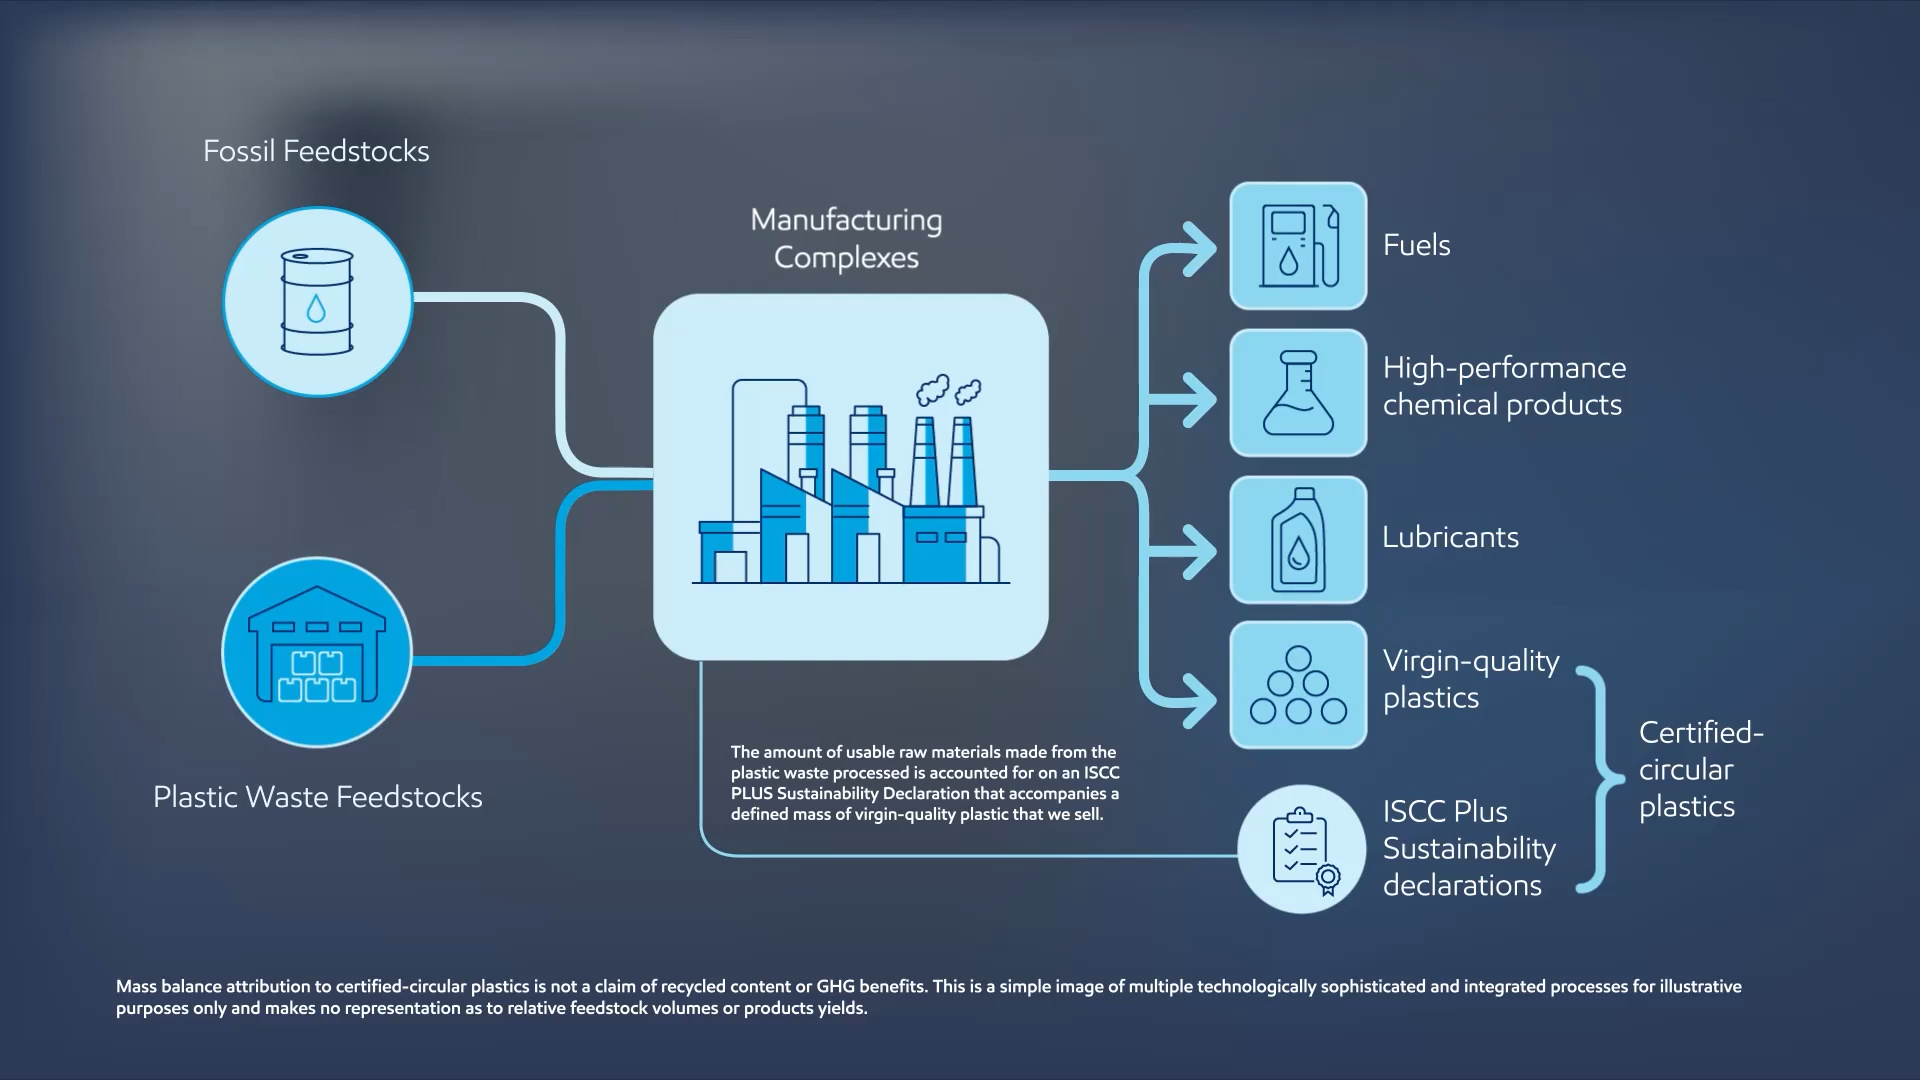 Fossil Feedstocks
Plastic Waste Feedstocks
Manufacturing
Complexes
Fuels
High-performance
chemical products
Lubricants
Virgin-quality
plastics
ISCC Plus
Sustainability
declarations
Certified-
circular
plastics
The amount of usable raw materials made from the
plastic waste processed is accounted for on an ISCC
PLUS Sustainability Declaration that accompanies a
defined mass of virgin-quality plastic that we sell.
Mass balance attribution to certified-circular plastics is not a claim of recycled content or GHG benefits. This is a simple image of multiple technologically sophisticated and integrated processes for illustrative
purposes only and makes no representation as to relative feedstock volumes or products yields.